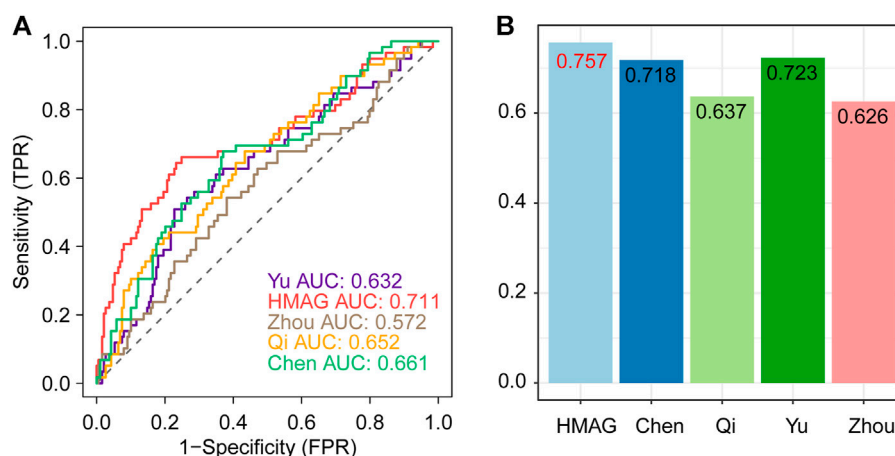 A
Sensitivity (TPR)
1.0
0.8
0.6
0.4
0.2
0.0
Yu AUC: 0.632
HMAG AUC: 0.711
Zhou AUC: 0.572
Qi AUC: 0.652
Chen AUC: 0.661
0.0 0.2 0.4 0.6 0.8 1.0
1−Specificity (FPR)
B
0.6
0.4
0.2
0.0
0.757 0.718 0.637 0.723 0.626
HMAG Chen Qi Yu Zhou